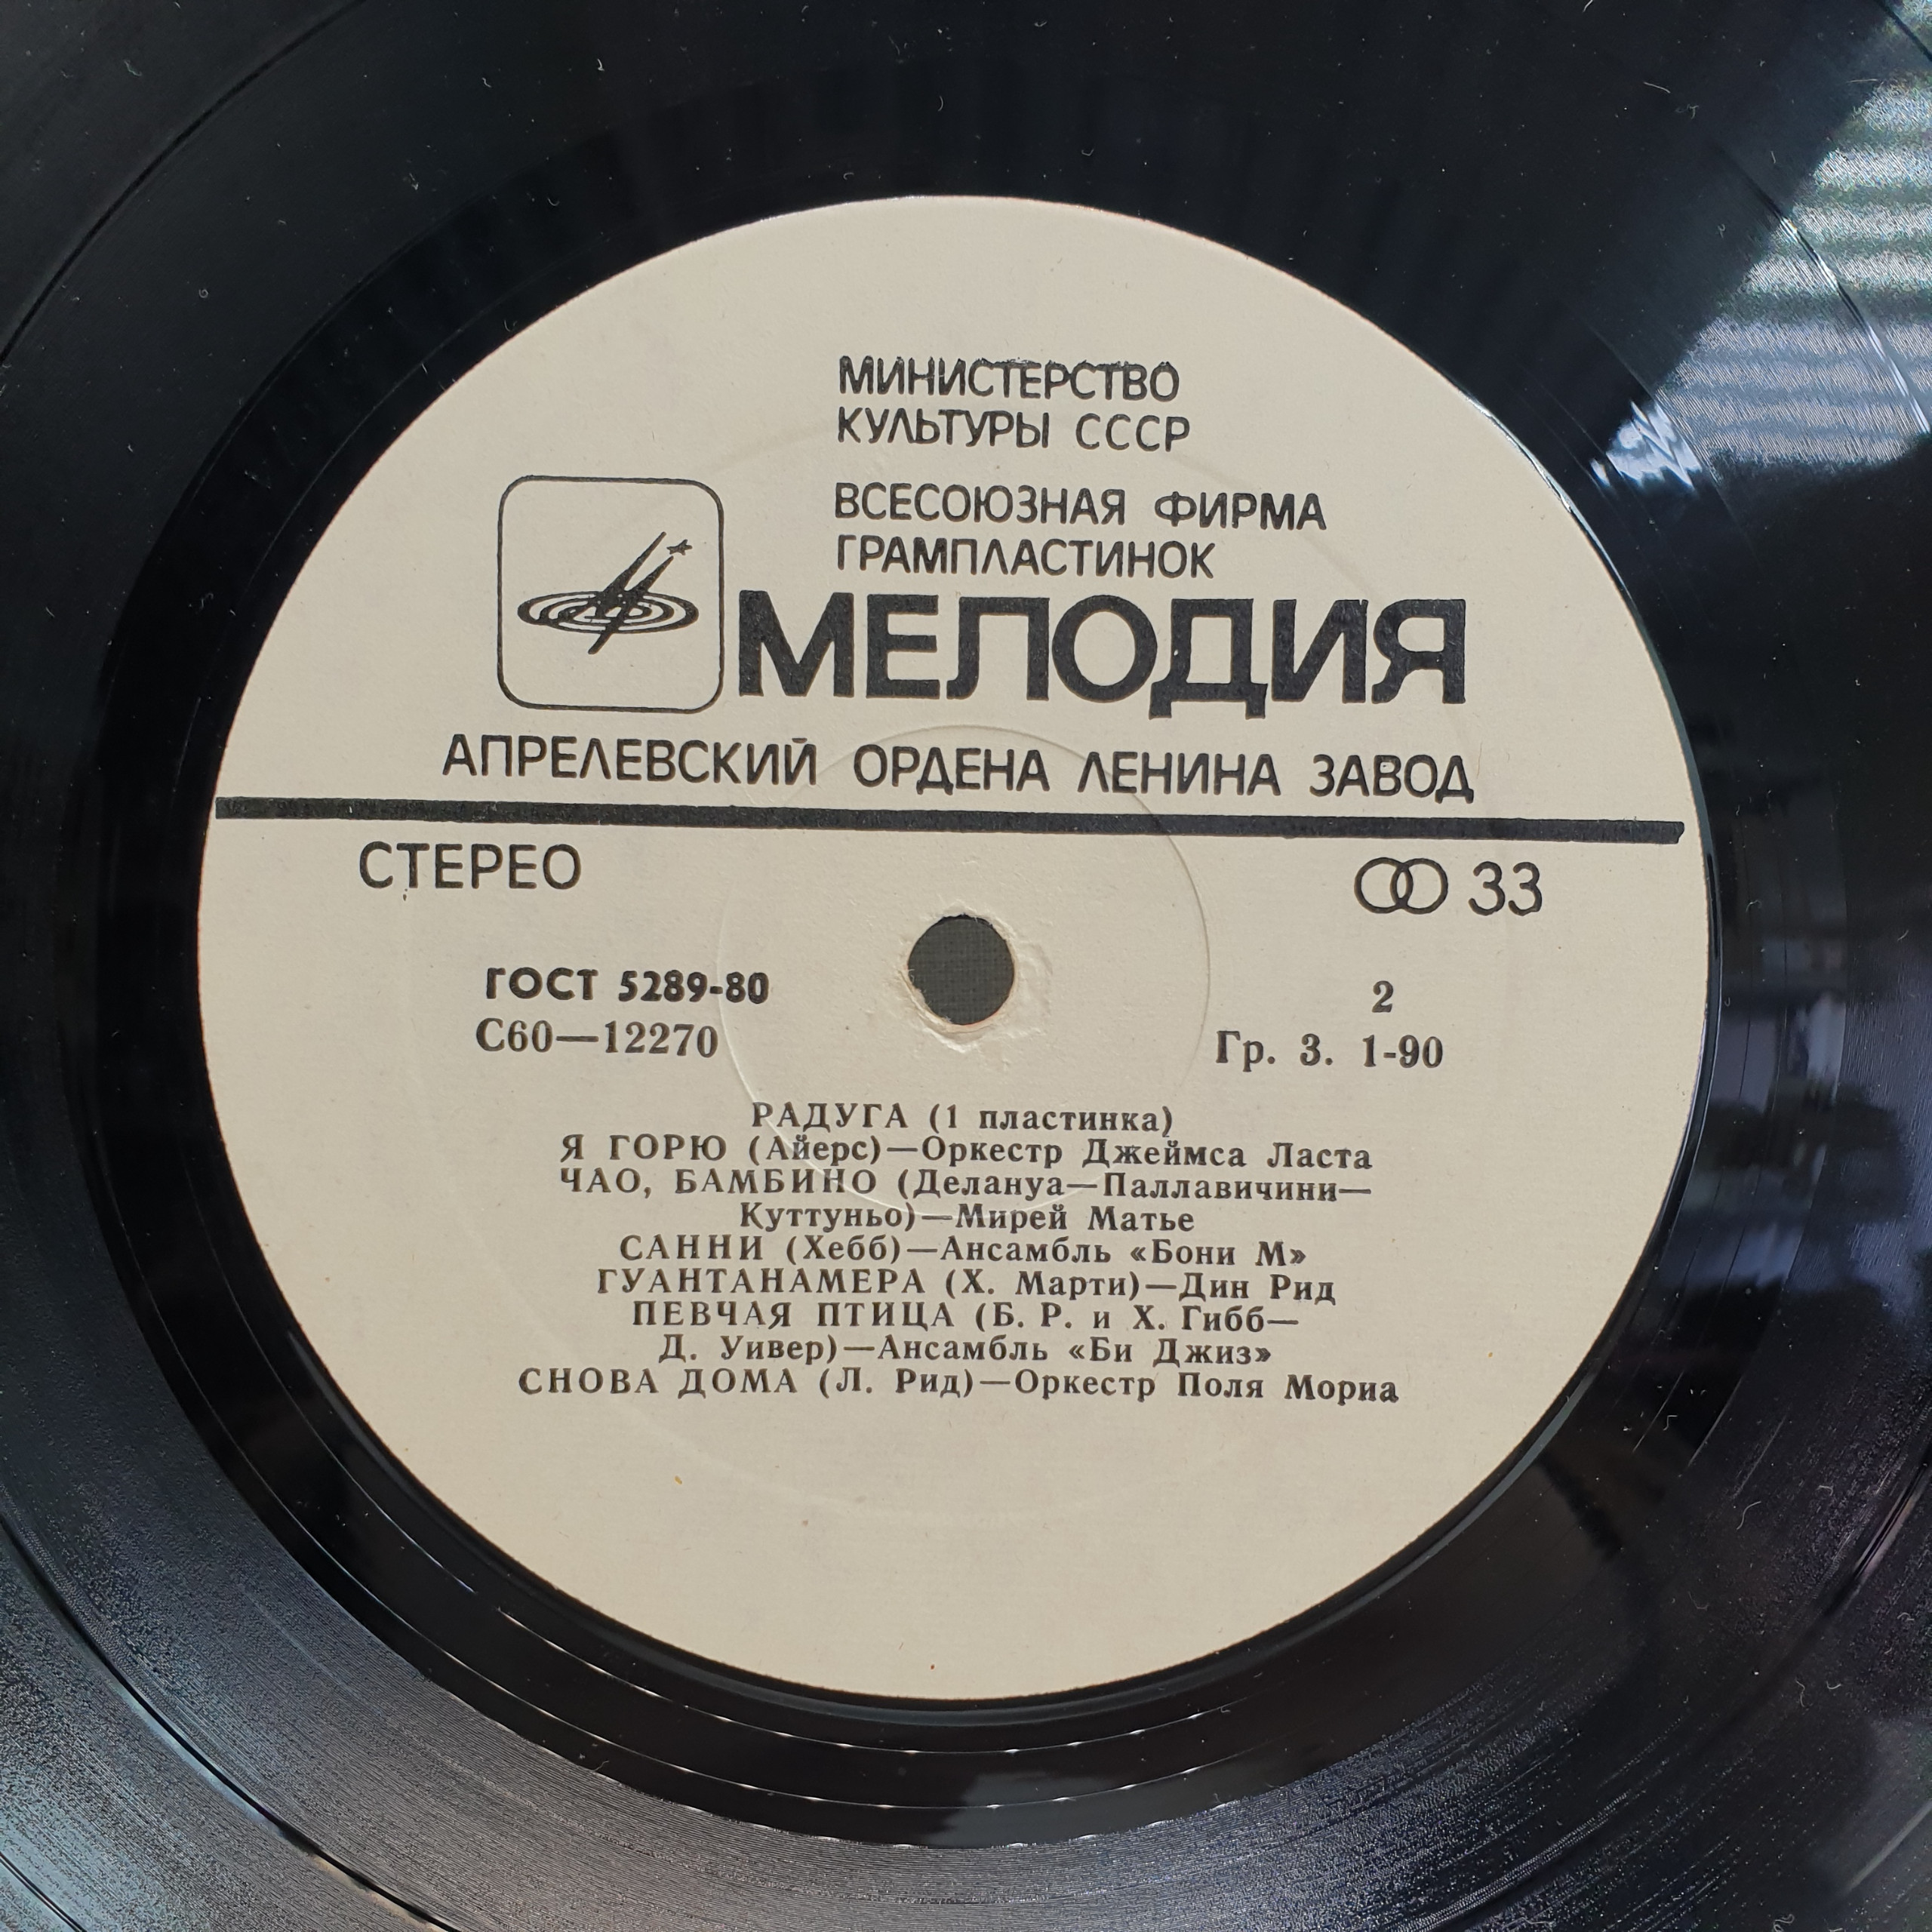 МИНИСТЕРСТВО
КУЛЬТУРЫ СССР
ВСЕСОЮЗНАЯ ФИРМА
ГРАМПЛАСТИНОК
МЕЛОДИЯ
АПРЕЛЕВСКИЙ ОРДЕНА ЛЕНИНА ЗАВОД
СТЕРЕО 33
ГОСТ 5289-80 2
С60—12270 Гр. 3. 1-90
РАДУГА (1 пластинка)
Я ГОРЮ (Айерс)—Оркестр Джеймса Ласта
ЧАО, БАМБИНО (Делануа—Паллавичини—
Куттуньо)—Мирей Матье
САННИ (Хебб)—Ансамбль «Бони М»
ГУАНТАНАМЕРА (Х. Марти)—Дин Рид
ПЕВЧАЯ ПТИЦА (Б. Р. и Х. Гибб—
Д. Уивер)—Ансамбль «Би Джиз»
СНОВА ДОМА (Л. Рид)—Оркестр Поля Мориа